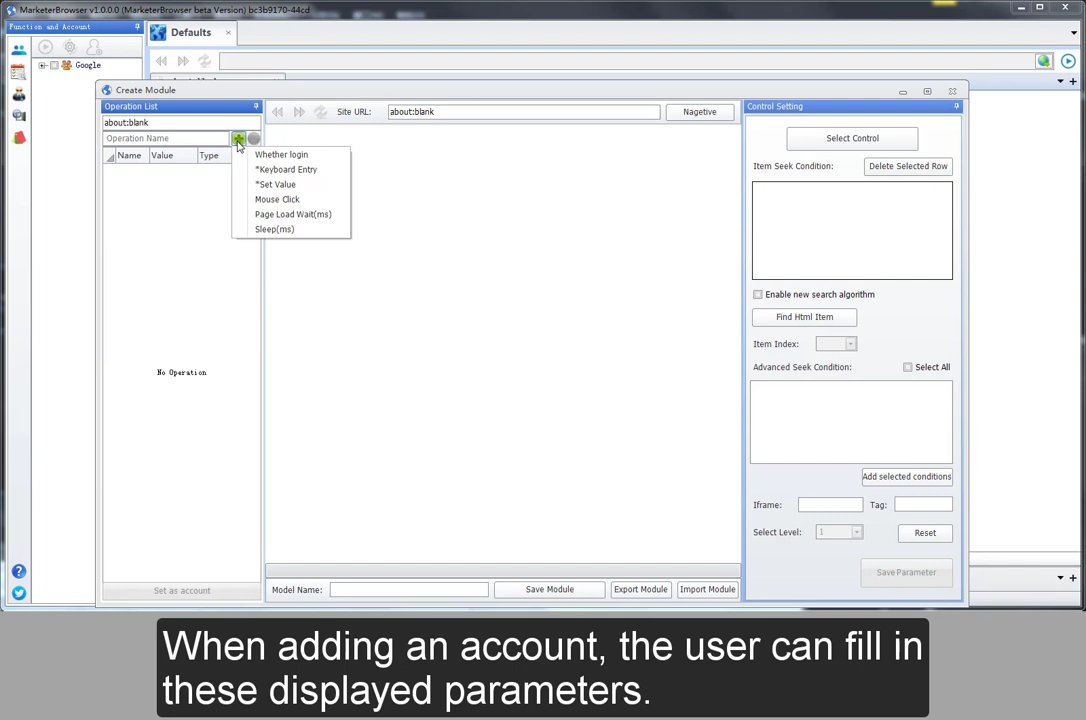 MarketerBrowser v1.0.0.0 (MarketerBrowser beta Version) bc3b9170-44cd
Function and Account
Defaults
Google
Create Module
Operation List
Control Setting
about:blank
Site URL:
about:blank
Nagetive
Operation Name
Select Control
Name
Value
Type
Whether login
*Keyboard Entry
*Set Value
Mouse Click
Page Load Wait(ms)
Sleep(ms)
Item Seek Condition:
Delete Selected Row
Enable new search algorithm
Find Html Item
Item Index:
Advanced Seek Condition:
Select All
No Operation
Add selected conditions
Iframe:
Tag:
Select Level:
1
Reset
Save Parameter
Set as account
Model Name:
Save Module
Export Module
Import Module
When adding an account, the user can fill in
these displayed parameters.